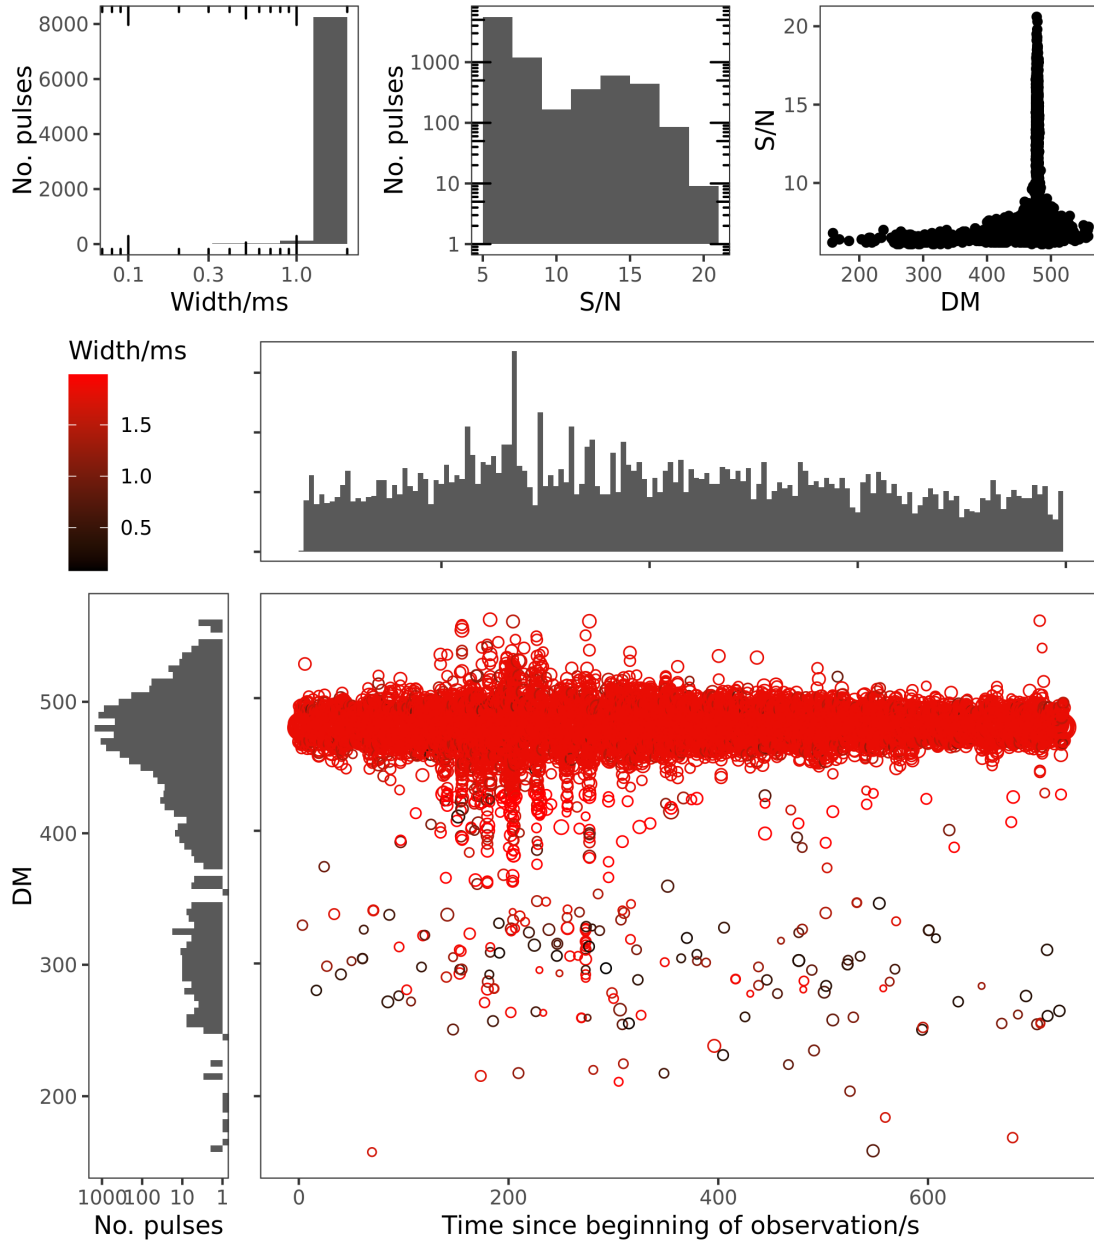 8000
6000
4000
2000
0
No. pulses
0.1 0.3 1.0
Width/ms
1000
100
10
1
No. pulses
5 10 15 20
S/N
20
15
10
S/N
200 300 400 500
DM
Width/ms
1.5
1.0
0.5
500
400
300
200
DM
1000 100 10 1
No. pulses
0 200 400 600
Time since beginning of observation/s